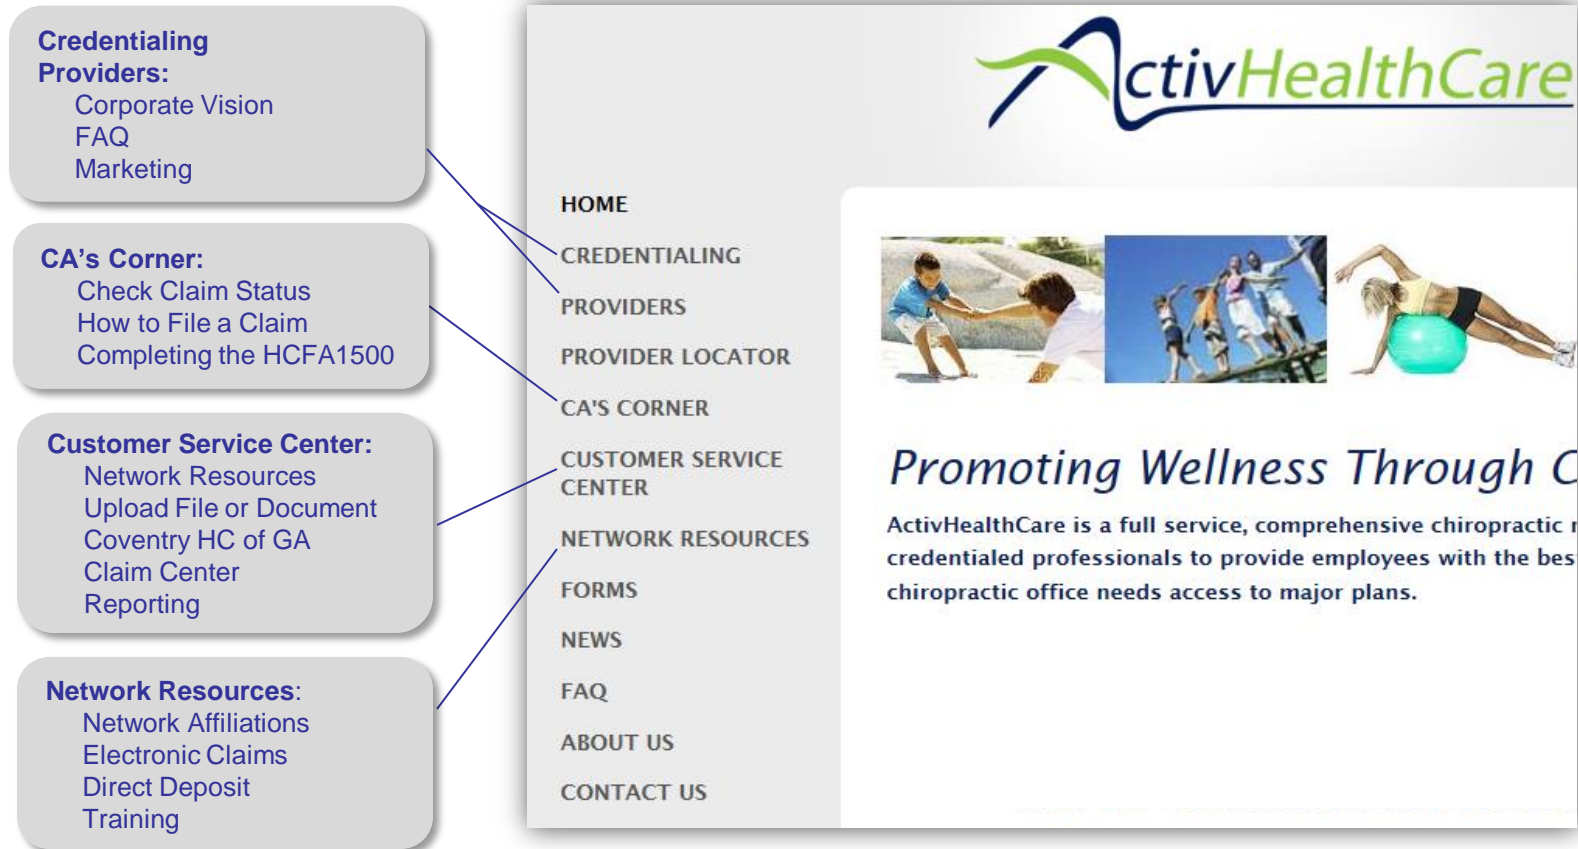 Credentialing
Providers:
Corporate Vision
FAQ
Marketing
CA's Corner:
Check Claim Status
How to File a Claim
Completing the HCFA1500
Customer Service Center:
Network Resources
Upload File or Document
Coventry HC of GA
Claim Center
Reporting
Network Resources:
Network Affiliations
Electronic Claims
Direct Deposit
Training
ActivHealthCare
HOME
CREDENTIALING
PROVIDERS
PROVIDER LOCATOR
CA'S CORNER
CUSTOMER SERVICE
CENTER
NETWORK RESOURCES
FORMS
NEWS
FAQ
ABOUT US
CONTACT US
Promoting Wellness Through C
ActivHealthCare is a full service, comprehensive chiropractic
credentialed professionals to provide employees with the bes
chiropractic office needs access to major plans.